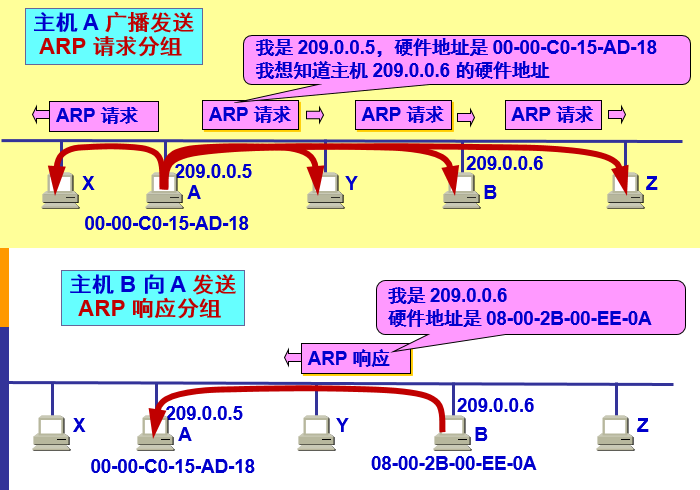 主机 A 广播发送
ARP 请求分组
我是 209.0.0.5，硬件地址是 00-00-C0-15-AD-18
我想知道主机 209.0.0.6 的硬件地址
ARP 请求
ARP 请求
ARP 请求
ARP 请求
X
209.0.0.5
A
Y
209.0.0.6
B
Z
00-00-C0-15-AD-18
主机 B 向 A 发送
ARP 响应分组
我是 209.0.0.6
硬件地址是 08-00-2B-00-EE-0A
ARP 响应
X
209.0.0.5
A
Y
209.0.0.6
B
Z
00-00-C0-15-AD-18
08-00-2B-00-EE-0A